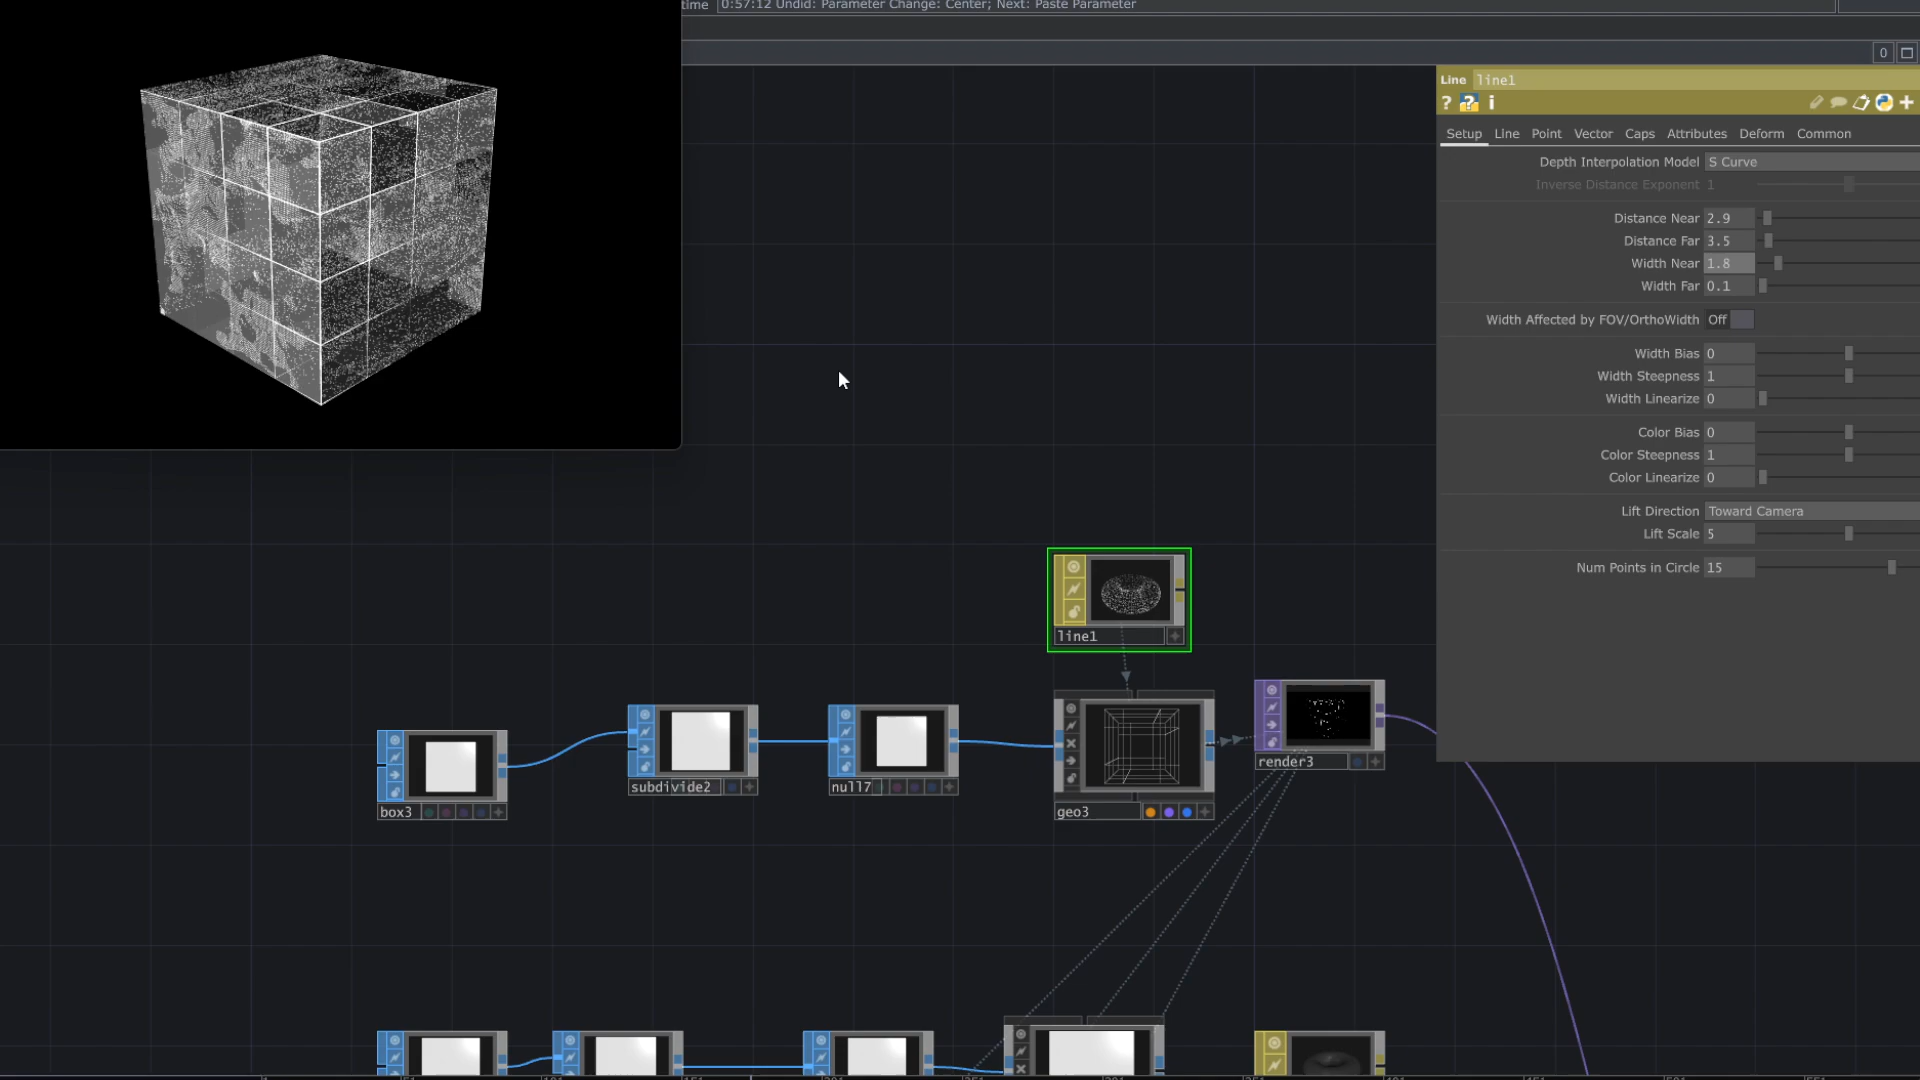 time 0:57:12 Undid: Parameter Change: Center; Next: Paste Parameter
0
Line line1
? ? i
Setup Line Point Vector Caps Attributes Deform Common
Depth Interpolation Model S Curve
Inverse Distance Exponent 1
Distance Near 2.9
Distance Far 3.5
Width Near 1.8
Width Far 0.1
Width Affected by FOV/OrthoWidth Off
Width Bias 0
Width Steepness 1
Width Linearize 0
Color Bias 0
Color Steepness 1
Color Linearize 0
Lift Direction Toward Camera
Lift Scale 5
Num Points in Circle 15
line1
render3
subdivide2
null7
box3
geo3